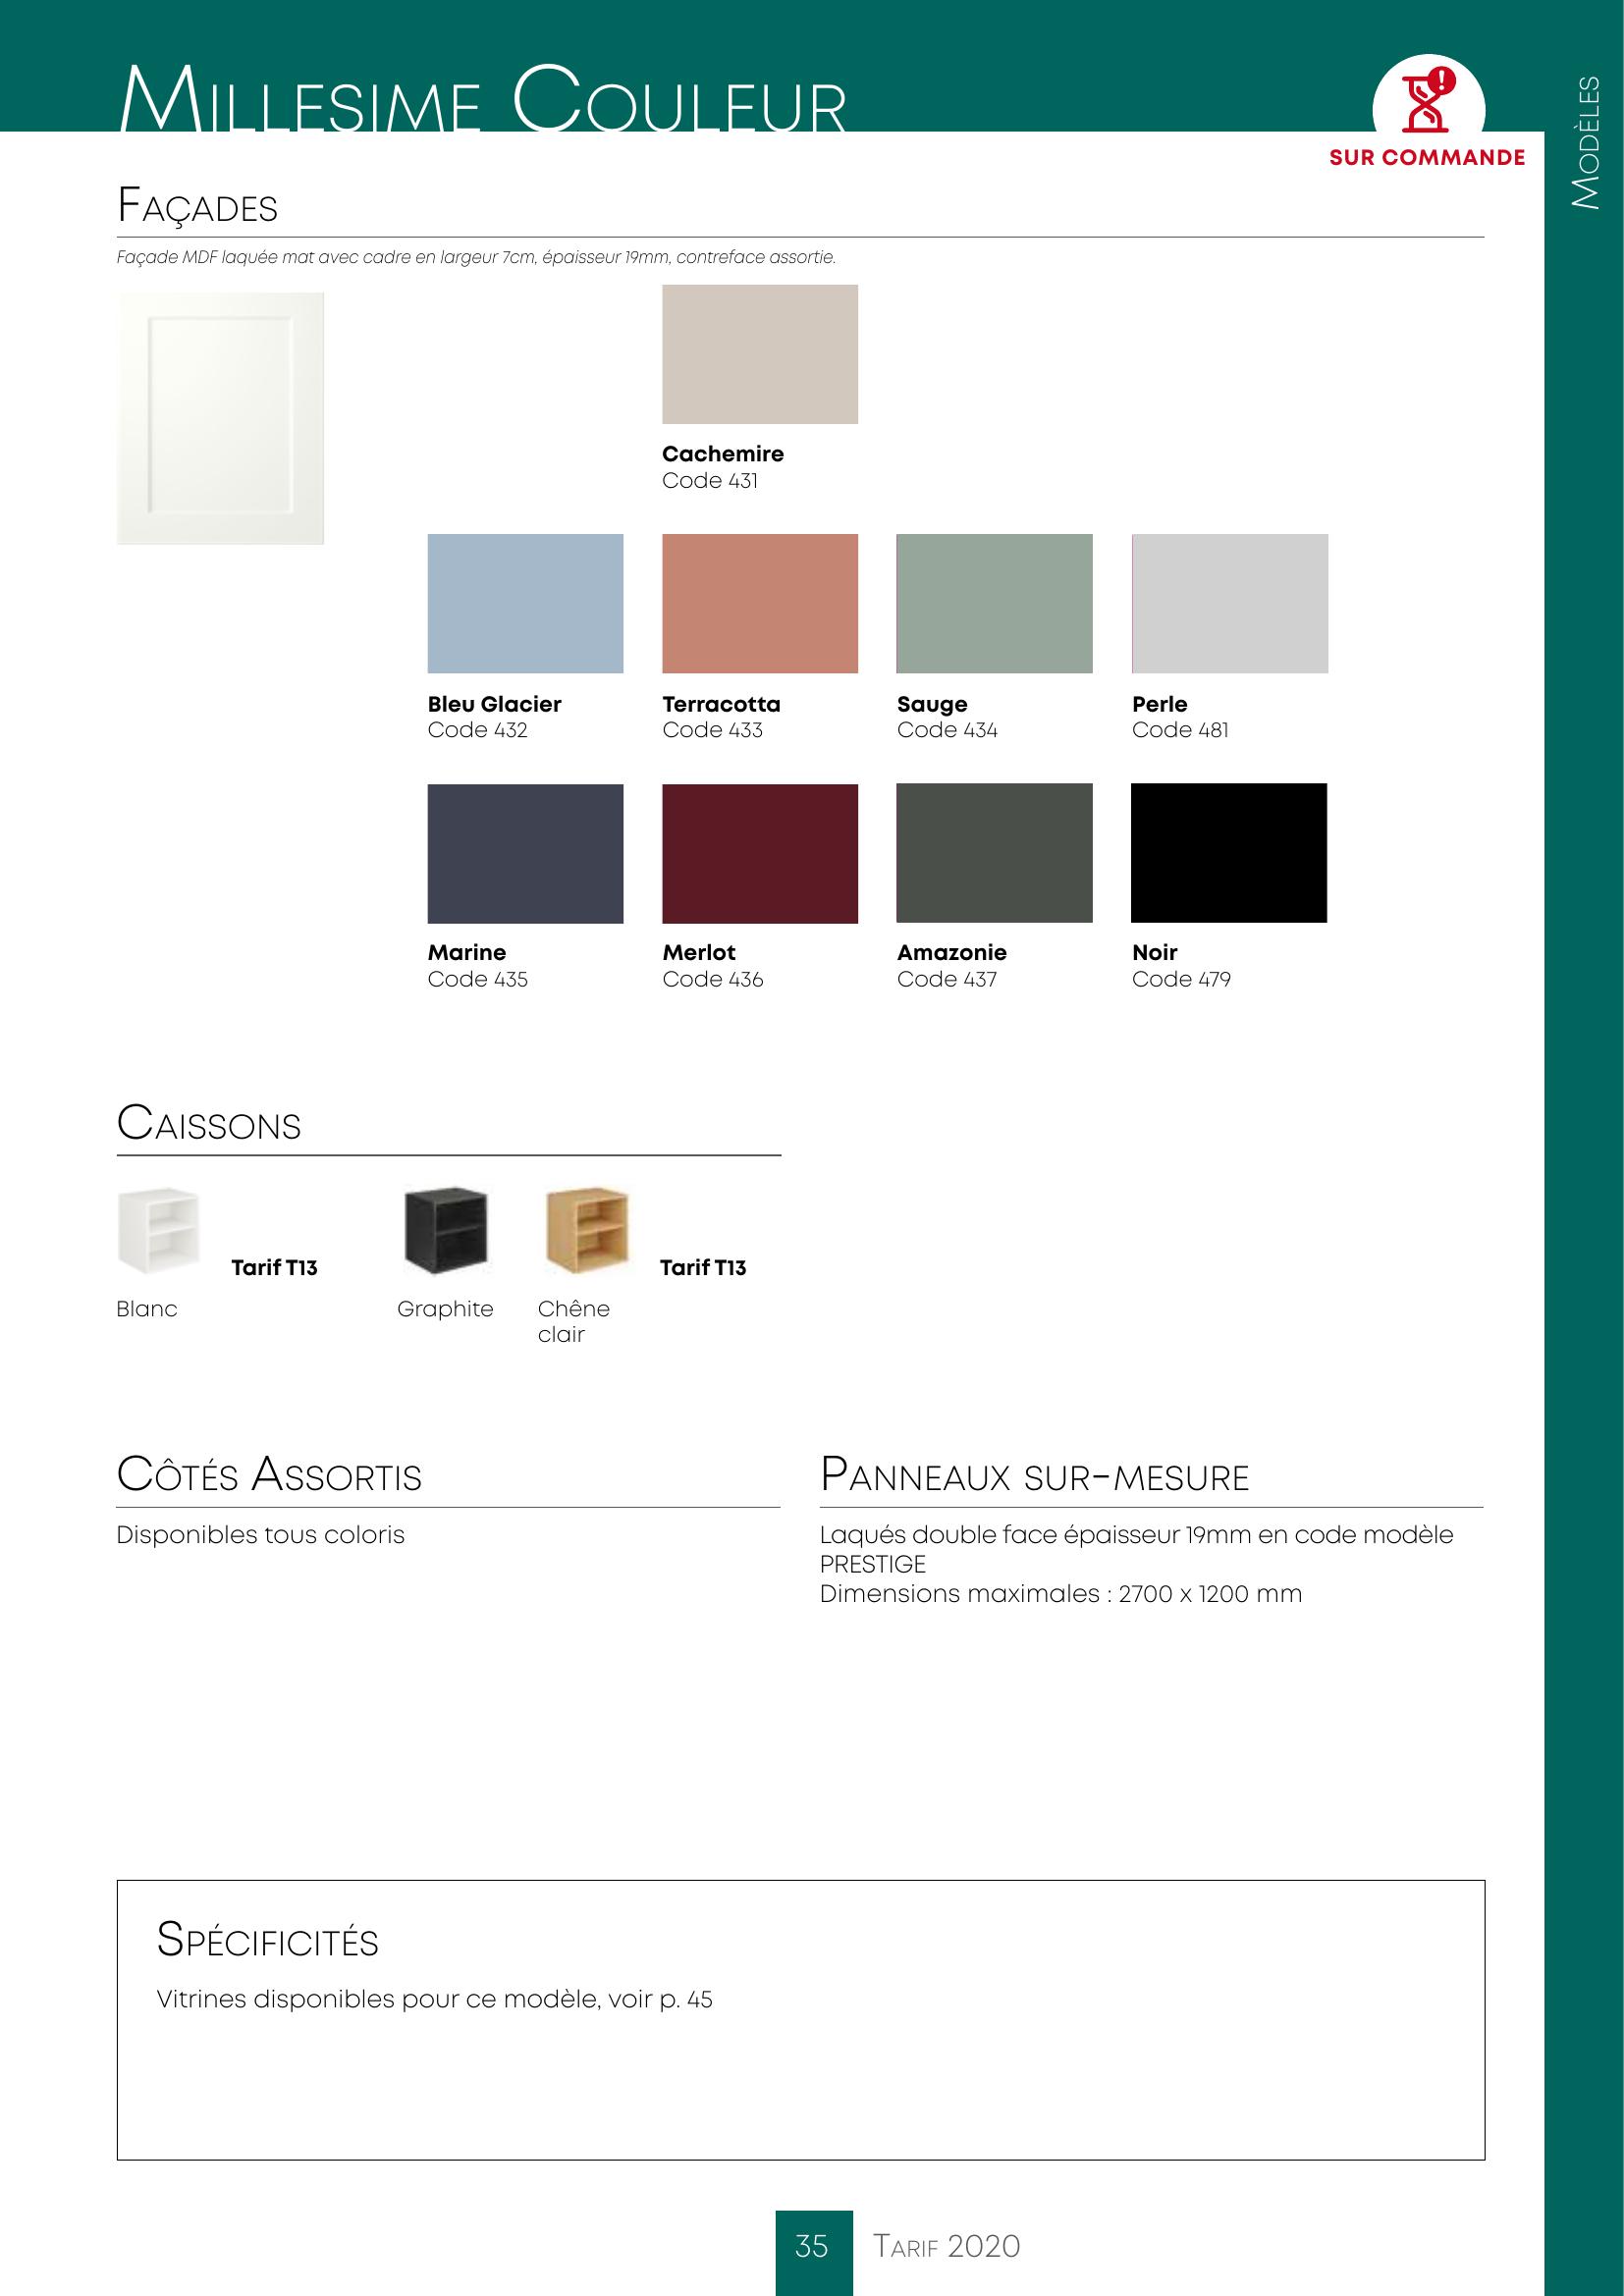 Millesime Couleur
Modèles
SUR COMMANDE
Façades
Façade MDF laquée mat avec cadre en largeur 7cm, épaisseur 19mm, contreface assortie.
Cachemire
Code 431
Bleu Glacier
Code 432
Terracotta
Code 433
Sauge
Code 434
Perle
Code 481
Marine
Code 435
Merlot
Code 436
Amazonie
Code 437
Noir
Code 479
Caissons
Blanc
Tarif T13
Graphite
Chêne
clair
Tarif T13
Côtés Assortis
Disponibles tous coloris
Panneaux sur-mesure
Laqués double face épaisseur 19mm en code modèle
PRESTIGE
Dimensions maximales : 2700 x 1200 mm
Spécificités
Vitrines disponibles pour ce modèle, voir p. 45
35 Tarif 2020